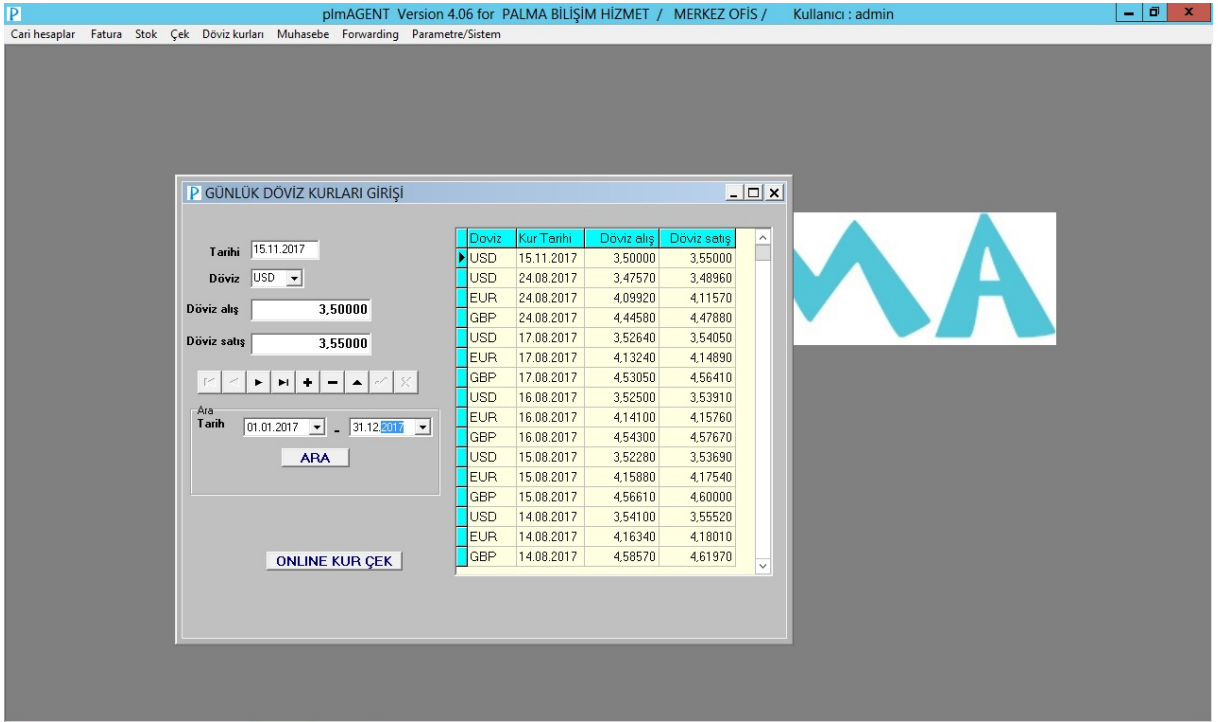 P plmAGENT Version 4.06 for PALMA BİLİŞİM HİZMET / MERKEZ OFİS / Kullanıcı : admin
Cari hesaplar Fatura Stok Çek Döviz kurları Muhasebe Forwarding Parametre/Sistem
P GÜNLÜK DÖVİZ KURLARI GİRİŞİ
Tarihi 15.11.2017
Döviz USD
Döviz alış 3,50000
Döviz satış 3,55000
Ara
Tarih 01.01.2017 - 31.12.2017
ARA
ONLINE KUR ÇEK
Doviz Kur Tarihi Döviz alış Döviz satış
USD 15.11.2017 3,50000 3,55000
USD 24.08.2017 3,47570 3,48960
EUR 24.08.2017 4,09920 4,11570
GBP 24.08.2017 4,44580 4,47880
USD 17.08.2017 3,52640 3,54050
EUR 17.08.2017 4,13240 4,14890
GBP 17.08.2017 4,53050 4,56410
USD 16.08.2017 3,52500 3,53910
EUR 16.08.2017 4,14100 4,15760
GBP 16.08.2017 4,54300 4,57670
USD 15.08.2017 3,52280 3,53690
EUR 15.08.2017 4,15880 4,17540
GBP 15.08.2017 4,56610 4,60000
USD 14.08.2017 3,54100 3,55520
EUR 14.08.2017 4,16340 4,18010
GBP 14.08.2017 4,58570 4,61970
MA